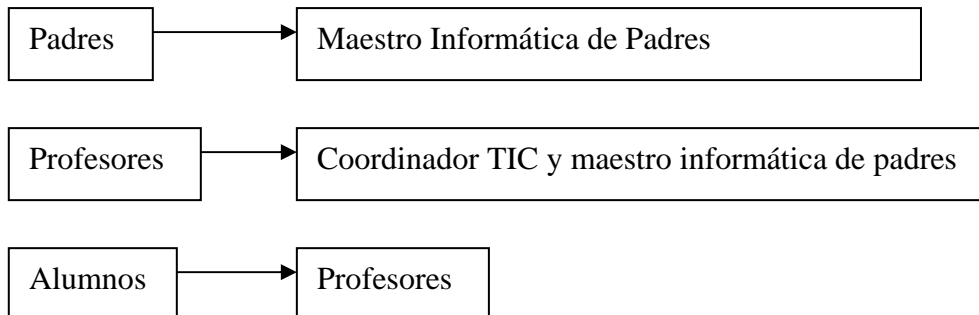 Padres Maestro Informática de Padres
Profesores Coordinador TIC y maestro informática de padres
Alumnos Profesores